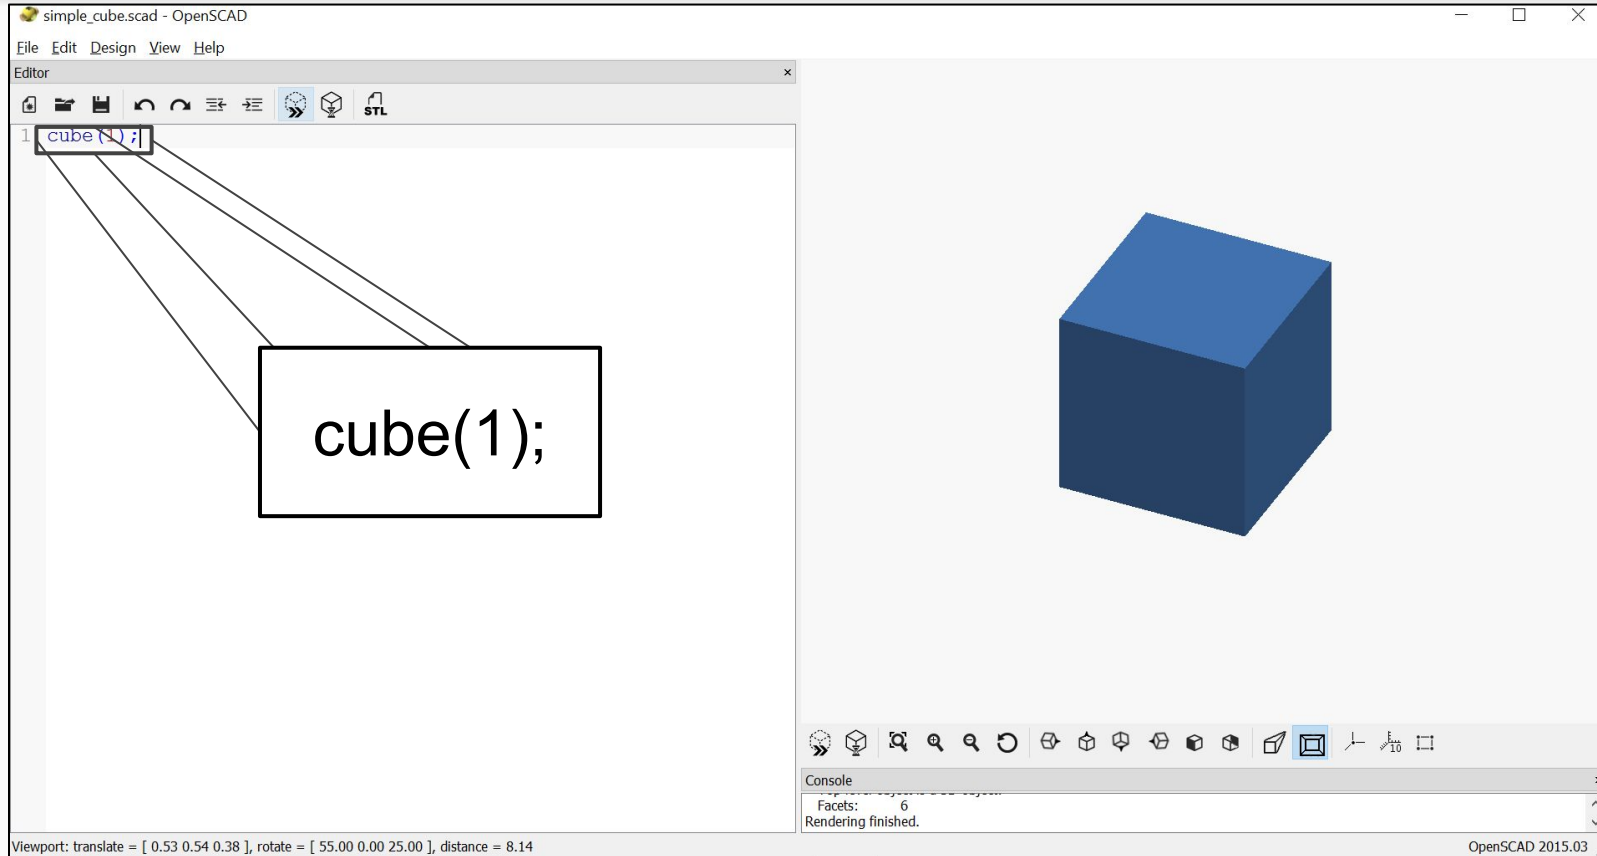 simple_cube.scad - OpenSCAD
File Edit Design View Help
Editor
STL
1 cube(1);
cube(1);
10
Console
Facets: 6
Rendering finished.
Viewport: translate = [ 0.53 0.54 0.38 ], rotate = [ 55.00 0.00 25.00 ], distance = 8.14
OpenSCAD 2015.03